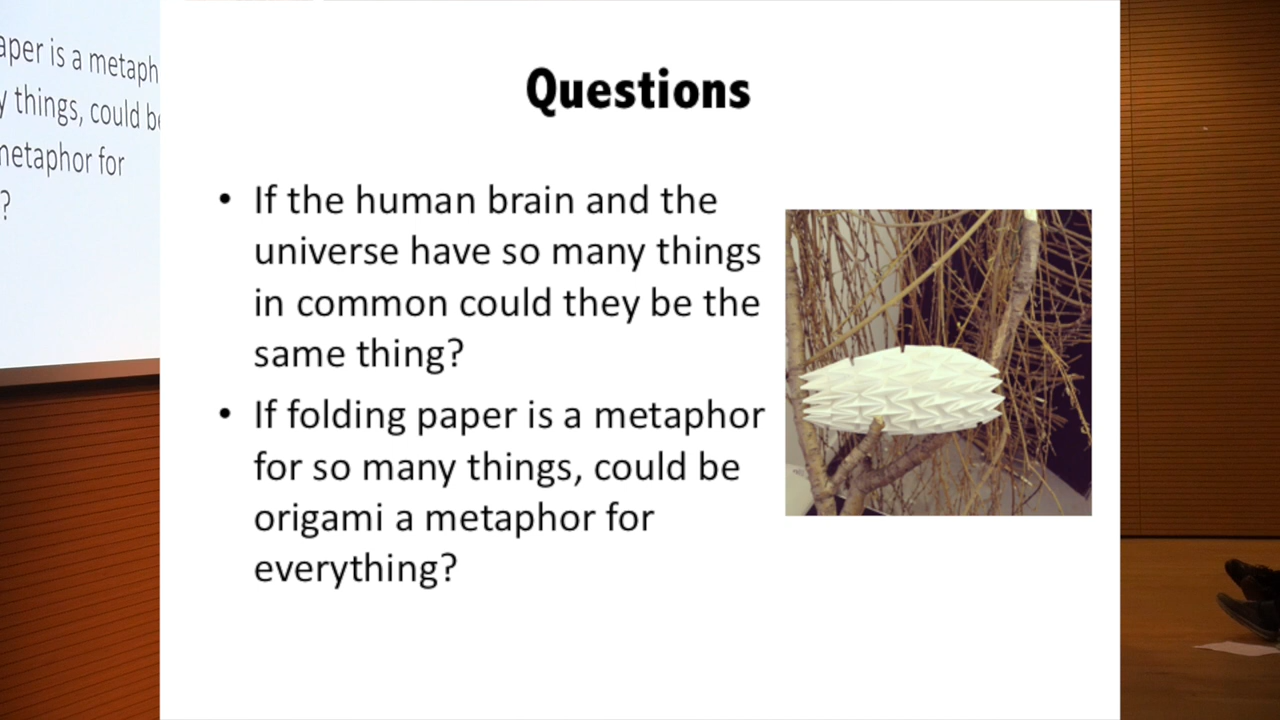 aper is a metaph
y things, could be
metaphor for
?
Questions
• If the human brain and the
universe have so many things
in common could they be the
same thing?
• If folding paper is a metaphor
for so many things, could be
origami a metaphor for
everything?